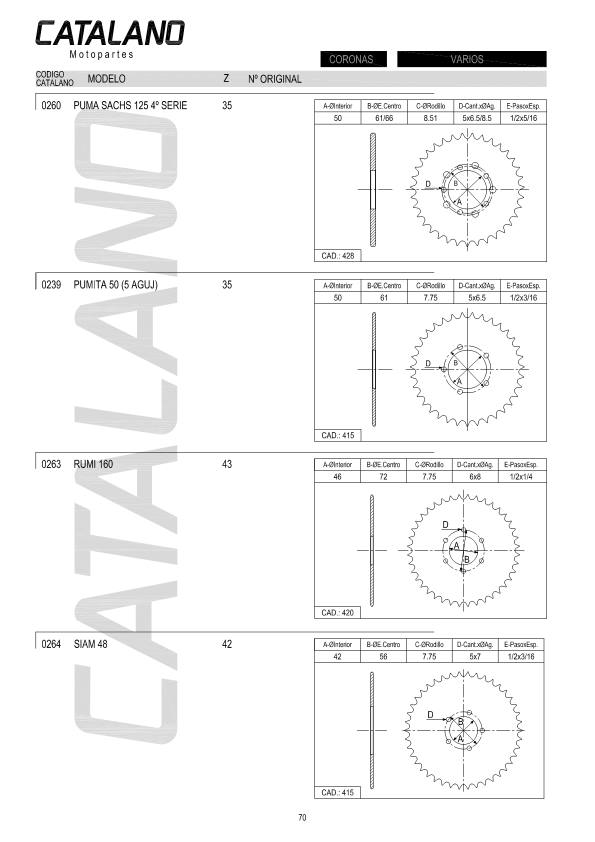 CATALANO
Motopartes
CORONAS VARIOS
CODIGO CATALANO MODELO Z Nº ORIGINAL
0260 PUMA SACHS 125 4º SERIE 35
A-ØInterior B-ØE.Centro C-ØRodillo D-Cant.xØAg. E-PasoxEsp.
50 61/66 8.51 5x6.5/8.5 1/2x5/16
D B A
CAD.: 428
0239 PUMITA 50 (5 AGUJ) 35
A-ØInterior B-ØE.Centro C-ØRodillo D-Cant.xØAg. E-PasoxEsp.
50 61 7.75 5x6.5 1/2x3/16
D B A
CAD.: 415
0263 RUMI 160 43
A-ØInterior B-ØE.Centro C-ØRodillo D-Cant.xØAg. E-PasoxEsp.
46 72 7.75 6x8 1/2x1/4
D A B
CAD.: 420
0264 SIAM 48 42
A-ØInterior B-ØE.Centro C-ØRodillo D-Cant.xØAg. E-PasoxEsp.
42 56 7.75 5x7 1/2x3/16
D B A
CAD.: 415
CATALANO
70